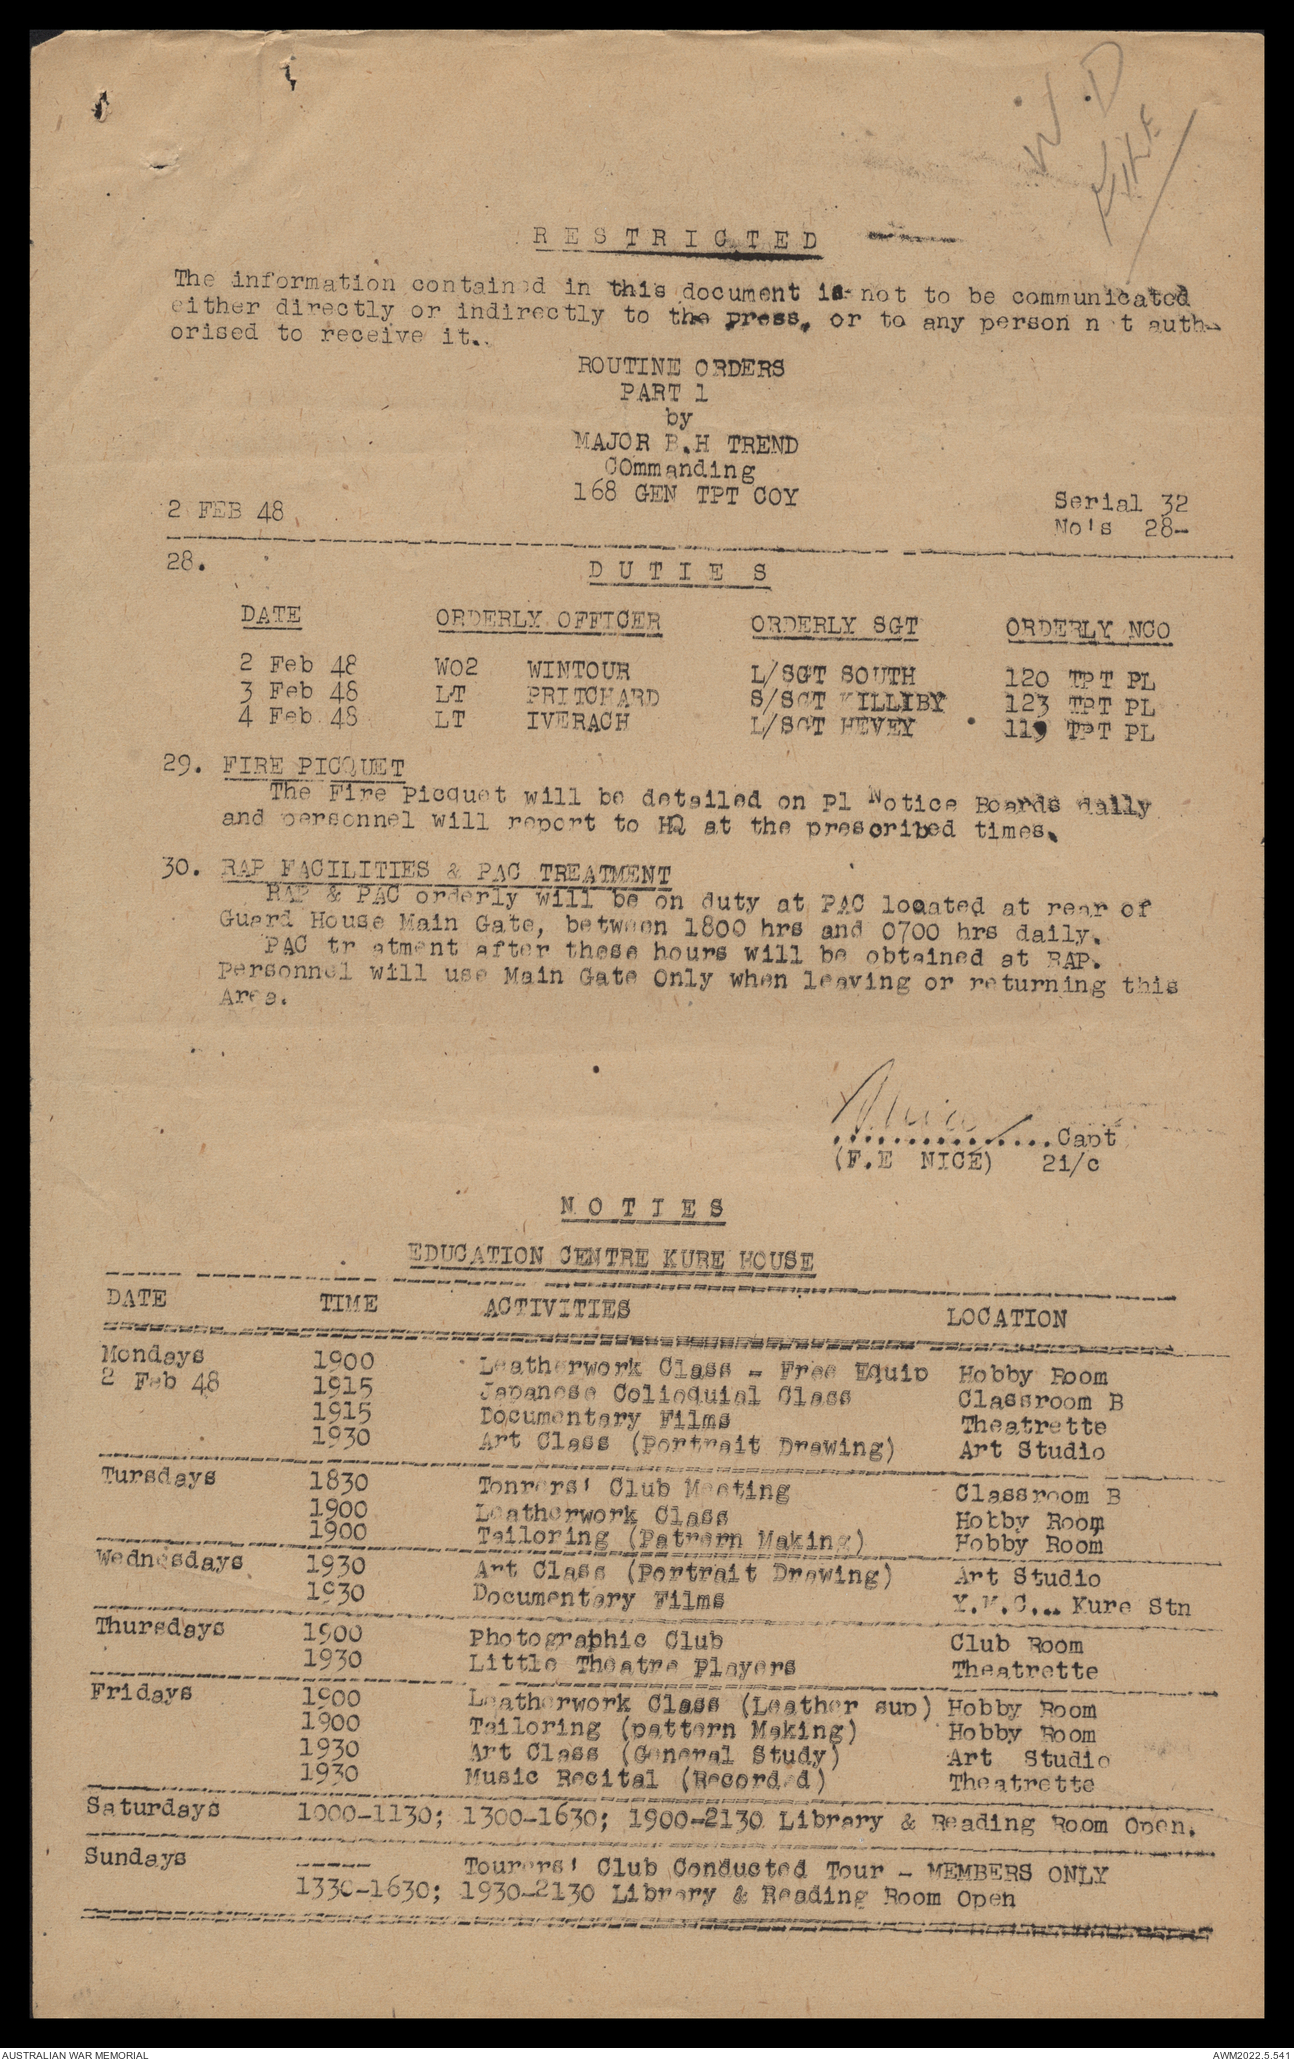 W.D
FILE
RESTRICTED
The information contained in this document is not to be communicated
either directly or indirectly to the press, or to any person n t auth-
orised to receive it.
ROUTINE ORDERS
PART 1
by
MAJOR B.H TREND
COmmanding
168 GEN TPT COY
2 FEB 48 Serial 32
No's 28-
28. DUTIES
DATE ORDERLY OFFICER ORDERLY SGT ORDERLY NCO
2 Feb 48 WO2 WINTOUR L/SGT SOUTH 120 TPT PL
3 Feb 48 LT PRITCHARD S/SGT KILLIBY 123 TPT PL
4 Feb 48 LT IVERACH L/SGT HEVEY 119 TPT PL
29. FIRE PICQUET
The Fire Picquet will be detailed on Pl Notice Boards daily
and personnel will report to HQ at the prescribed times.
30. RAP FACILITIES & PAC TREATMENT
RAP & PAC orderly will be on duty at PAC located at rear of
Guard House Main Gate, between 1800 hrs and 0700 hrs daily.
PAC tr atment after these hours will be obtained at RAP.
Personnel will use Main Gate Only when leaving or returning this
Area.
..............Capt
(F.E NICE) 2i/c
NOTIES
EDUCATION CENTRE KURE HOUSE
DATE TIME ACTIVITIES LOCATION
Mondays 1900 Leatherwork Class - Free Equip Hobby Room
2 Feb 48 1915 Japanese Colloquial Class Classroom B
1915 Documentary Films Theatrette
1930 Art Class (Portrait Drawing) Art Studio
Tursdays 1830 Tonrers' Club Meeting Classroom B
1900 Leatherwork Class Hobby Room
1900 Tailoring (Patrern Making) Hobby Room
Wednesdays 1930 Art Class (Portrait Drawing) Art Studio
1930 Documentary Films Y.M.C... Kure Stn
Thursdays 1900 Photographic Club Club Room
1930 Little Theatre Players Theatrette
Fridays 1900 Leatherwork Class (Leather sup) Hobby Room
1900 Tailoring (pattern Making) Hobby Room
1930 Art Class (General Study) Art Studio
1930 Music Recital (Recorded) Theatrette
Saturdays 1000-1130; 1300-1630; 1900-2130 Library & Reading Room Open.
Sundays ----- Tourers' Club Conducted Tour - MEMBERS ONLY
1330-1630; 1930-2130 Library & Reading Room Open
AUSTRALIAN WAR MEMORIAL AWM2022.5.541